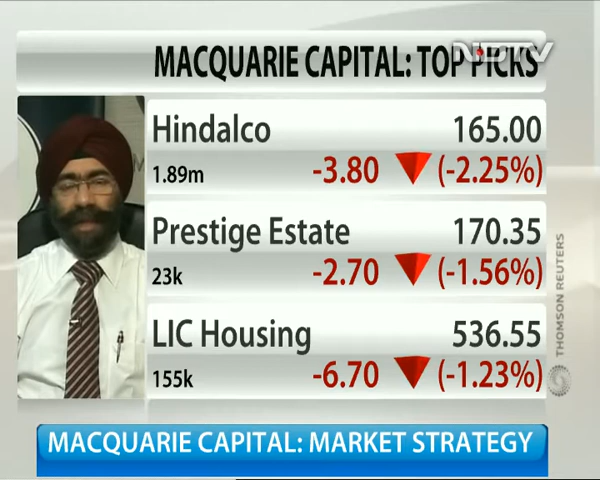 NDTV
MACQUARIE CAPITAL: TOP PICKS
Hindalco 165.00
1.89m -3.80 (-2.25%)
Prestige Estate 170.35
23k -2.70 (-1.56%)
LIC Housing 536.55
155k -6.70 (-1.23%)
THOMSON REUTERS
MACQUARIE CAPITAL: MARKET STRATEGY